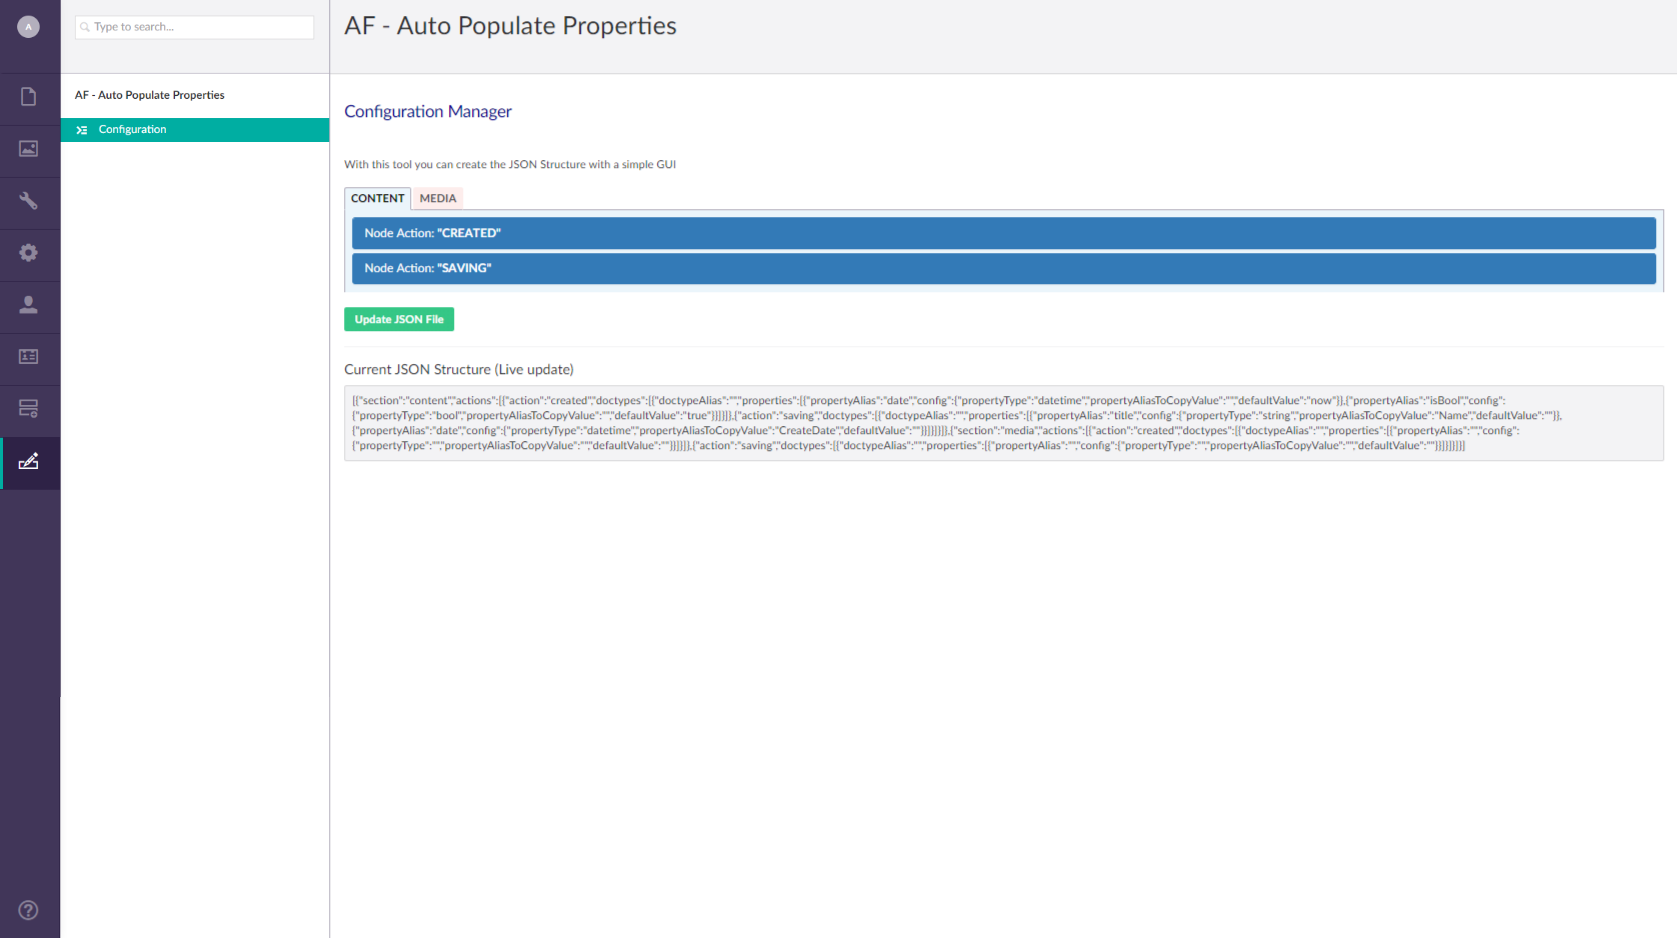 A
Type to search...
AF - Auto Populate Properties
AF - Auto Populate Properties
Configuration
Configuration Manager
With this tool you can create the JSON Structure with a simple GUI
CONTENT MEDIA
Node Action: "CREATED"
Node Action: "SAVING"
Update JSON File
Current JSON Structure (Live update)
[{"section":"content","actions":[{"action":"created","doctypes":[{"doctypeAlias":"","properties":[{"propertyAlias":"date","config":{"propertyType":"datetime","propertyAliasToCopyValue":"","defaultValue":"now"}},{"propertyAlias":"isBool","config":
{"propertyType":"bool","propertyAliasToCopyValue":"","defaultValue":"true"}}]}]},{"action":"saving","doctypes":[{"doctypeAlias":"","properties":[{"propertyAlias":"title","config":{"propertyType":"string","propertyAliasToCopyValue":"Name","defaultValue":""}},
{"propertyAlias":"date","config":{"propertyType":"datetime","propertyAliasToCopyValue":"CreateDate","defaultValue":""}}]}]}]},{"section":"media","actions":[{"action":"created","doctypes":[{"doctypeAlias":"","properties":[{"propertyAlias":"","config":
{"propertyType":"","propertyAliasToCopyValue":"","defaultValue":""}}]}]},{"action":"saving","doctypes":[{"doctypeAlias":"","properties":[{"propertyAlias":"","config":{"propertyType":"","propertyAliasToCopyValue":"","defaultValue":""}}]}]}]}]